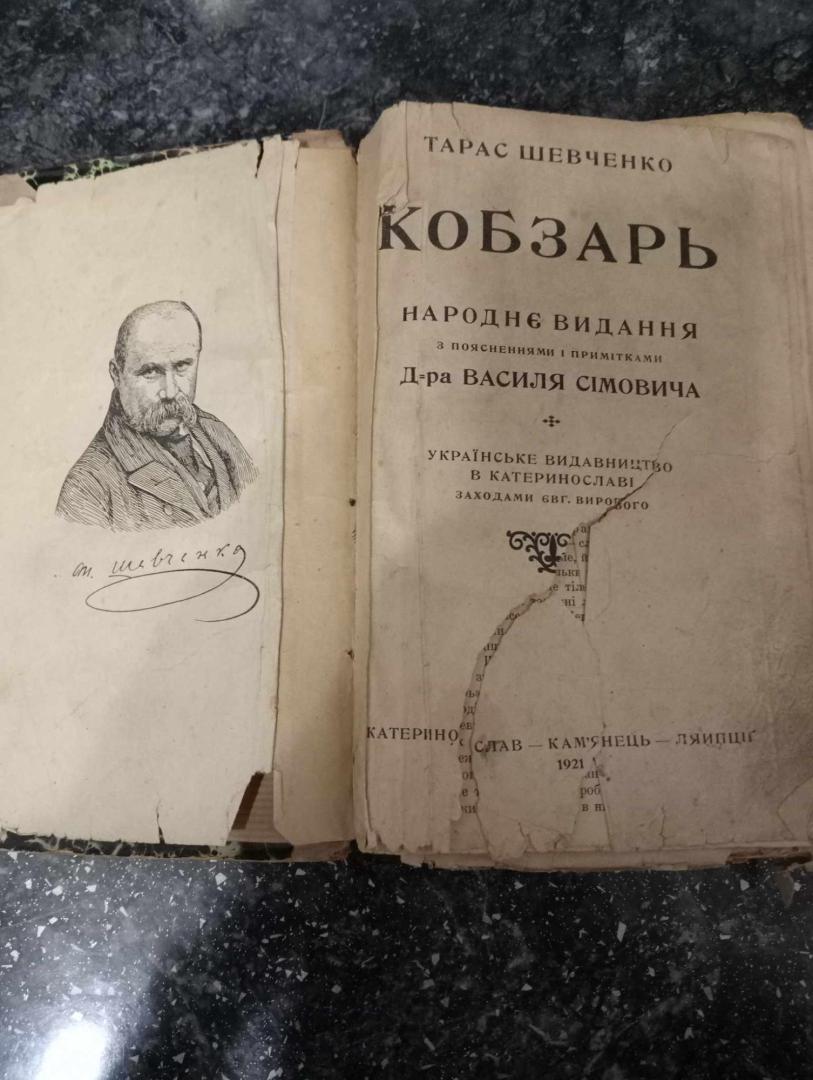 т. шевченко
ТАРАС ШЕВЧЕНКО
КОБЗАРЬ
НАРОДНЄ ВИДАННЯ
З ПОЯСНЕННЯМИ І ПРИМІТКАМИ
Д=ра ВАСИЛЯ СІМОВИЧА
УКРАЇНСЬКЕ ВИДАВНИЦТВО
В КАТЕРИНОСЛАВІ
ЗАХОДАМИ ЄВГ. ВИРОВОГО
КАТЕРИНОСЛАВ — КАМ'ЯНЕЦЬ — ЛЯИПЦІҐ
1921